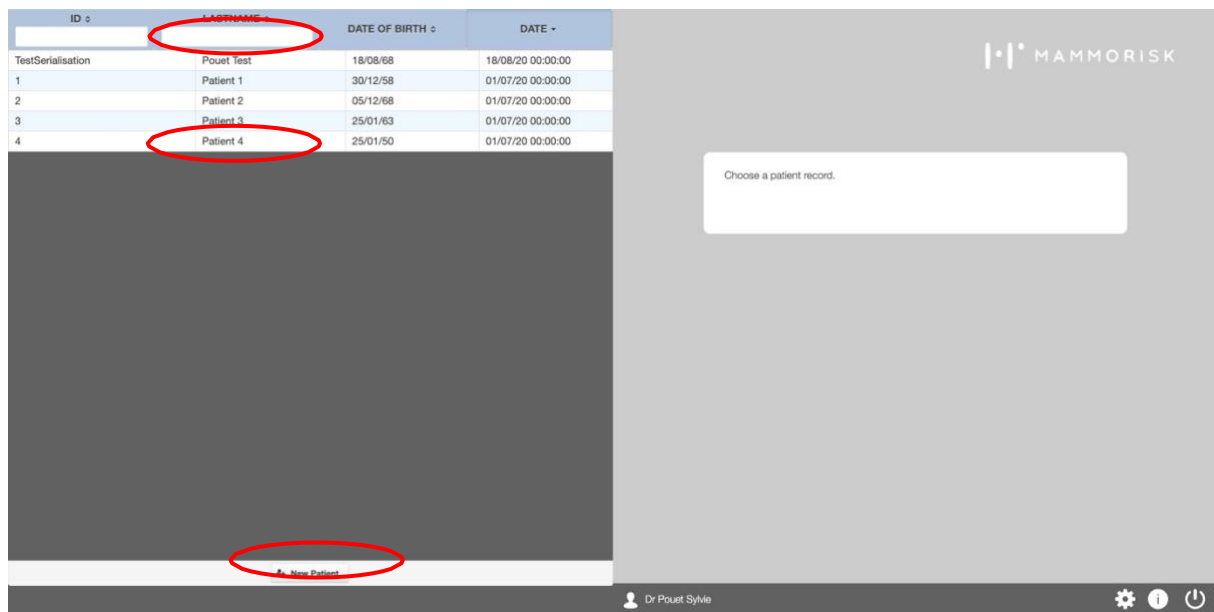 ID LASTNAME DATE OF BIRTH DATE
TestSerialisation Pouet Test 18/08/68 18/08/20 00:00:00
1 Patient 1 30/12/58 01/07/20 00:00:00
2 Patient 2 05/12/68 01/07/20 00:00:00
3 Patient 3 25/01/63 01/07/20 00:00:00
4 Patient 4 25/01/50 01/07/20 00:00:00
New Patient
MAMMORISK
Choose a patient record.
Dr Pouet Sylvie